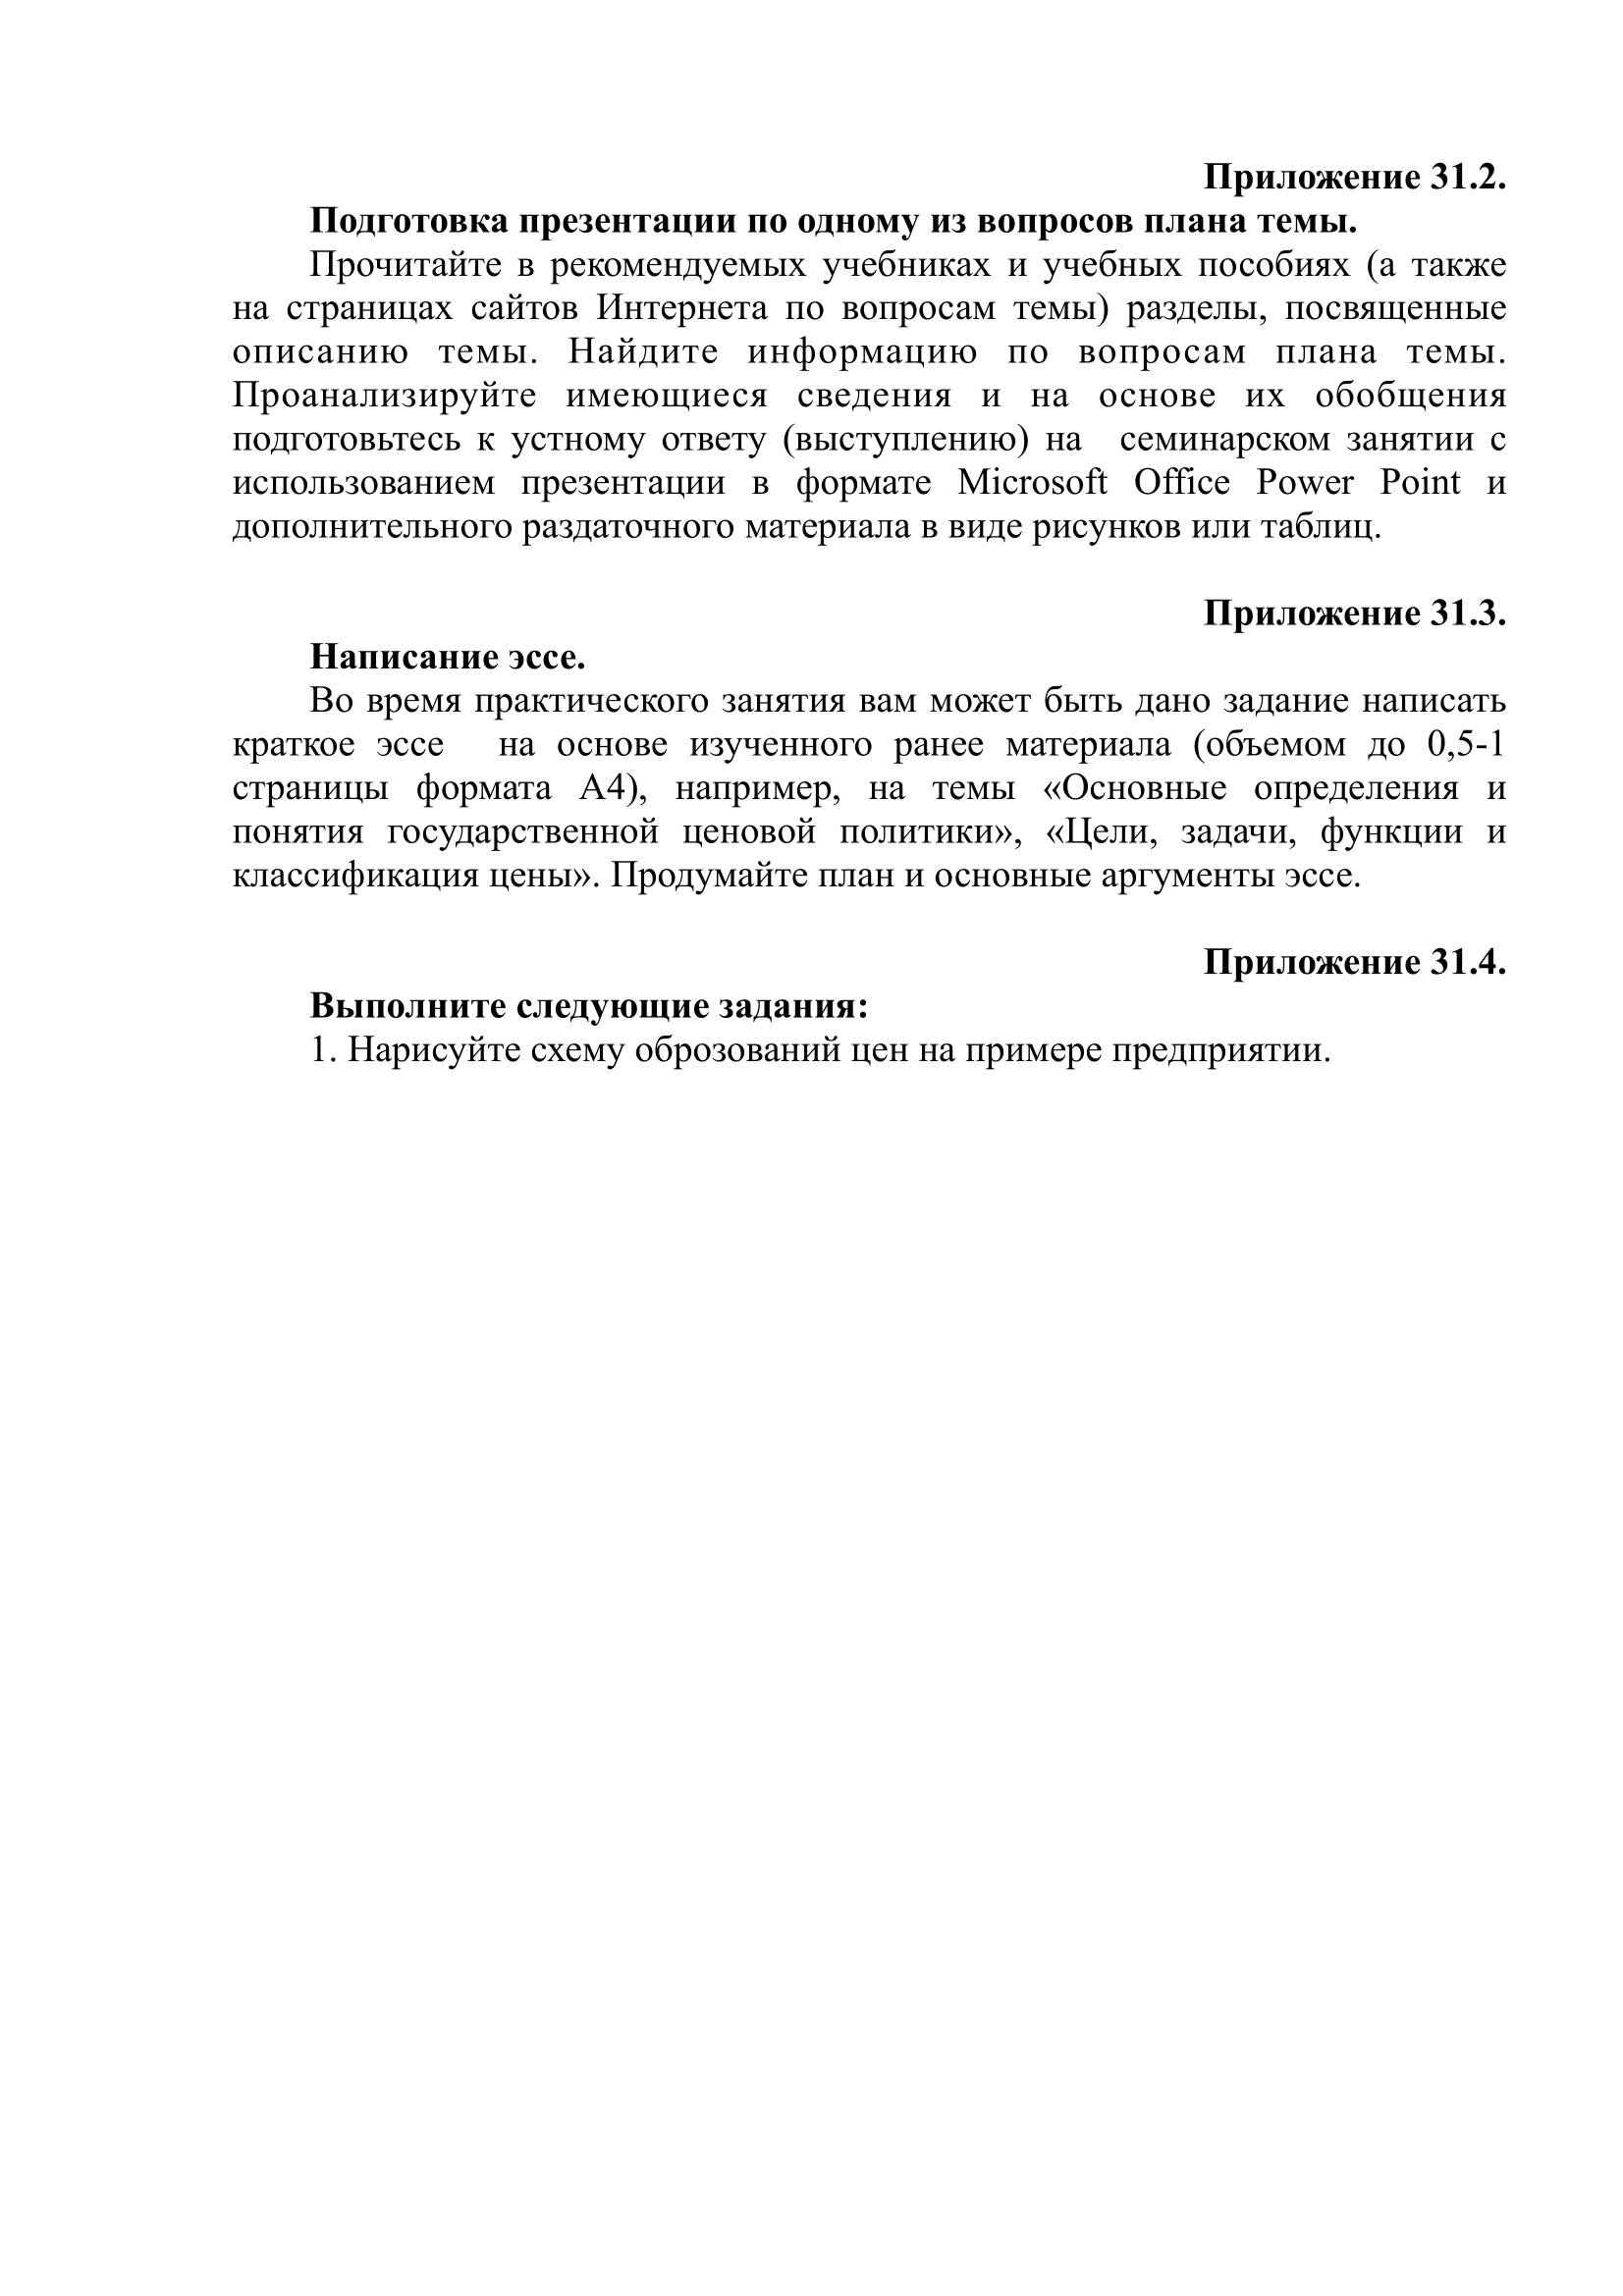 Приложение 31.2.
Подготовка презентации по одному из вопросов плана темы.
Прочитайте в рекомендуемых учебниках и учебных пособиях (а также
на страницах сайтов Интернета по вопросам темы) разделы, посвященные
описанию темы. Найдите информацию по вопросам плана темы.
Проанализируйте имеющиеся сведения и на основе их обобщения
подготовьтесь к устному ответу (выступлению) на семинарском занятии с
использованием презентации в формате Microsoft Office Power Point и
дополнительного раздаточного материала в виде рисунков или таблиц.
Приложение 31.3.
Написание эссе.
Во время практического занятия вам может быть дано задание написать
краткое эссе на основе изученного ранее материала (объемом до 0,5-1
страницы формата А4), например, на темы «Основные определения и
понятия государственной ценовой политики», «Цели, задачи, функции и
классификация цены». Продумайте план и основные аргументы эссе.
Приложение 31.4.
Выполните следующие задания:
1. Нарисуйте схему оброзований цен на примере предприятии.